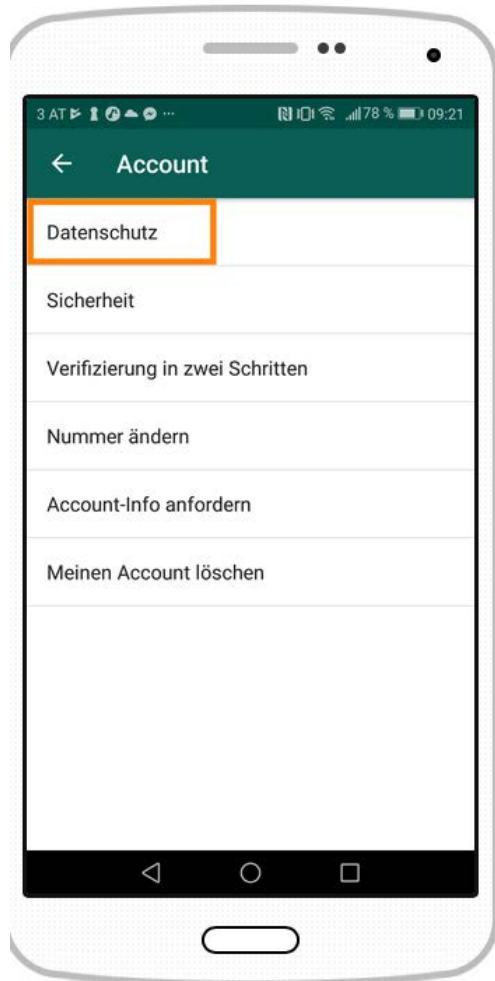 3 AT ... 78 % 09:21
Account
Datenschutz
Sicherheit
Verifizierung in zwei Schritten
Nummer ändern
Account-Info anfordern
Meinen Account löschen